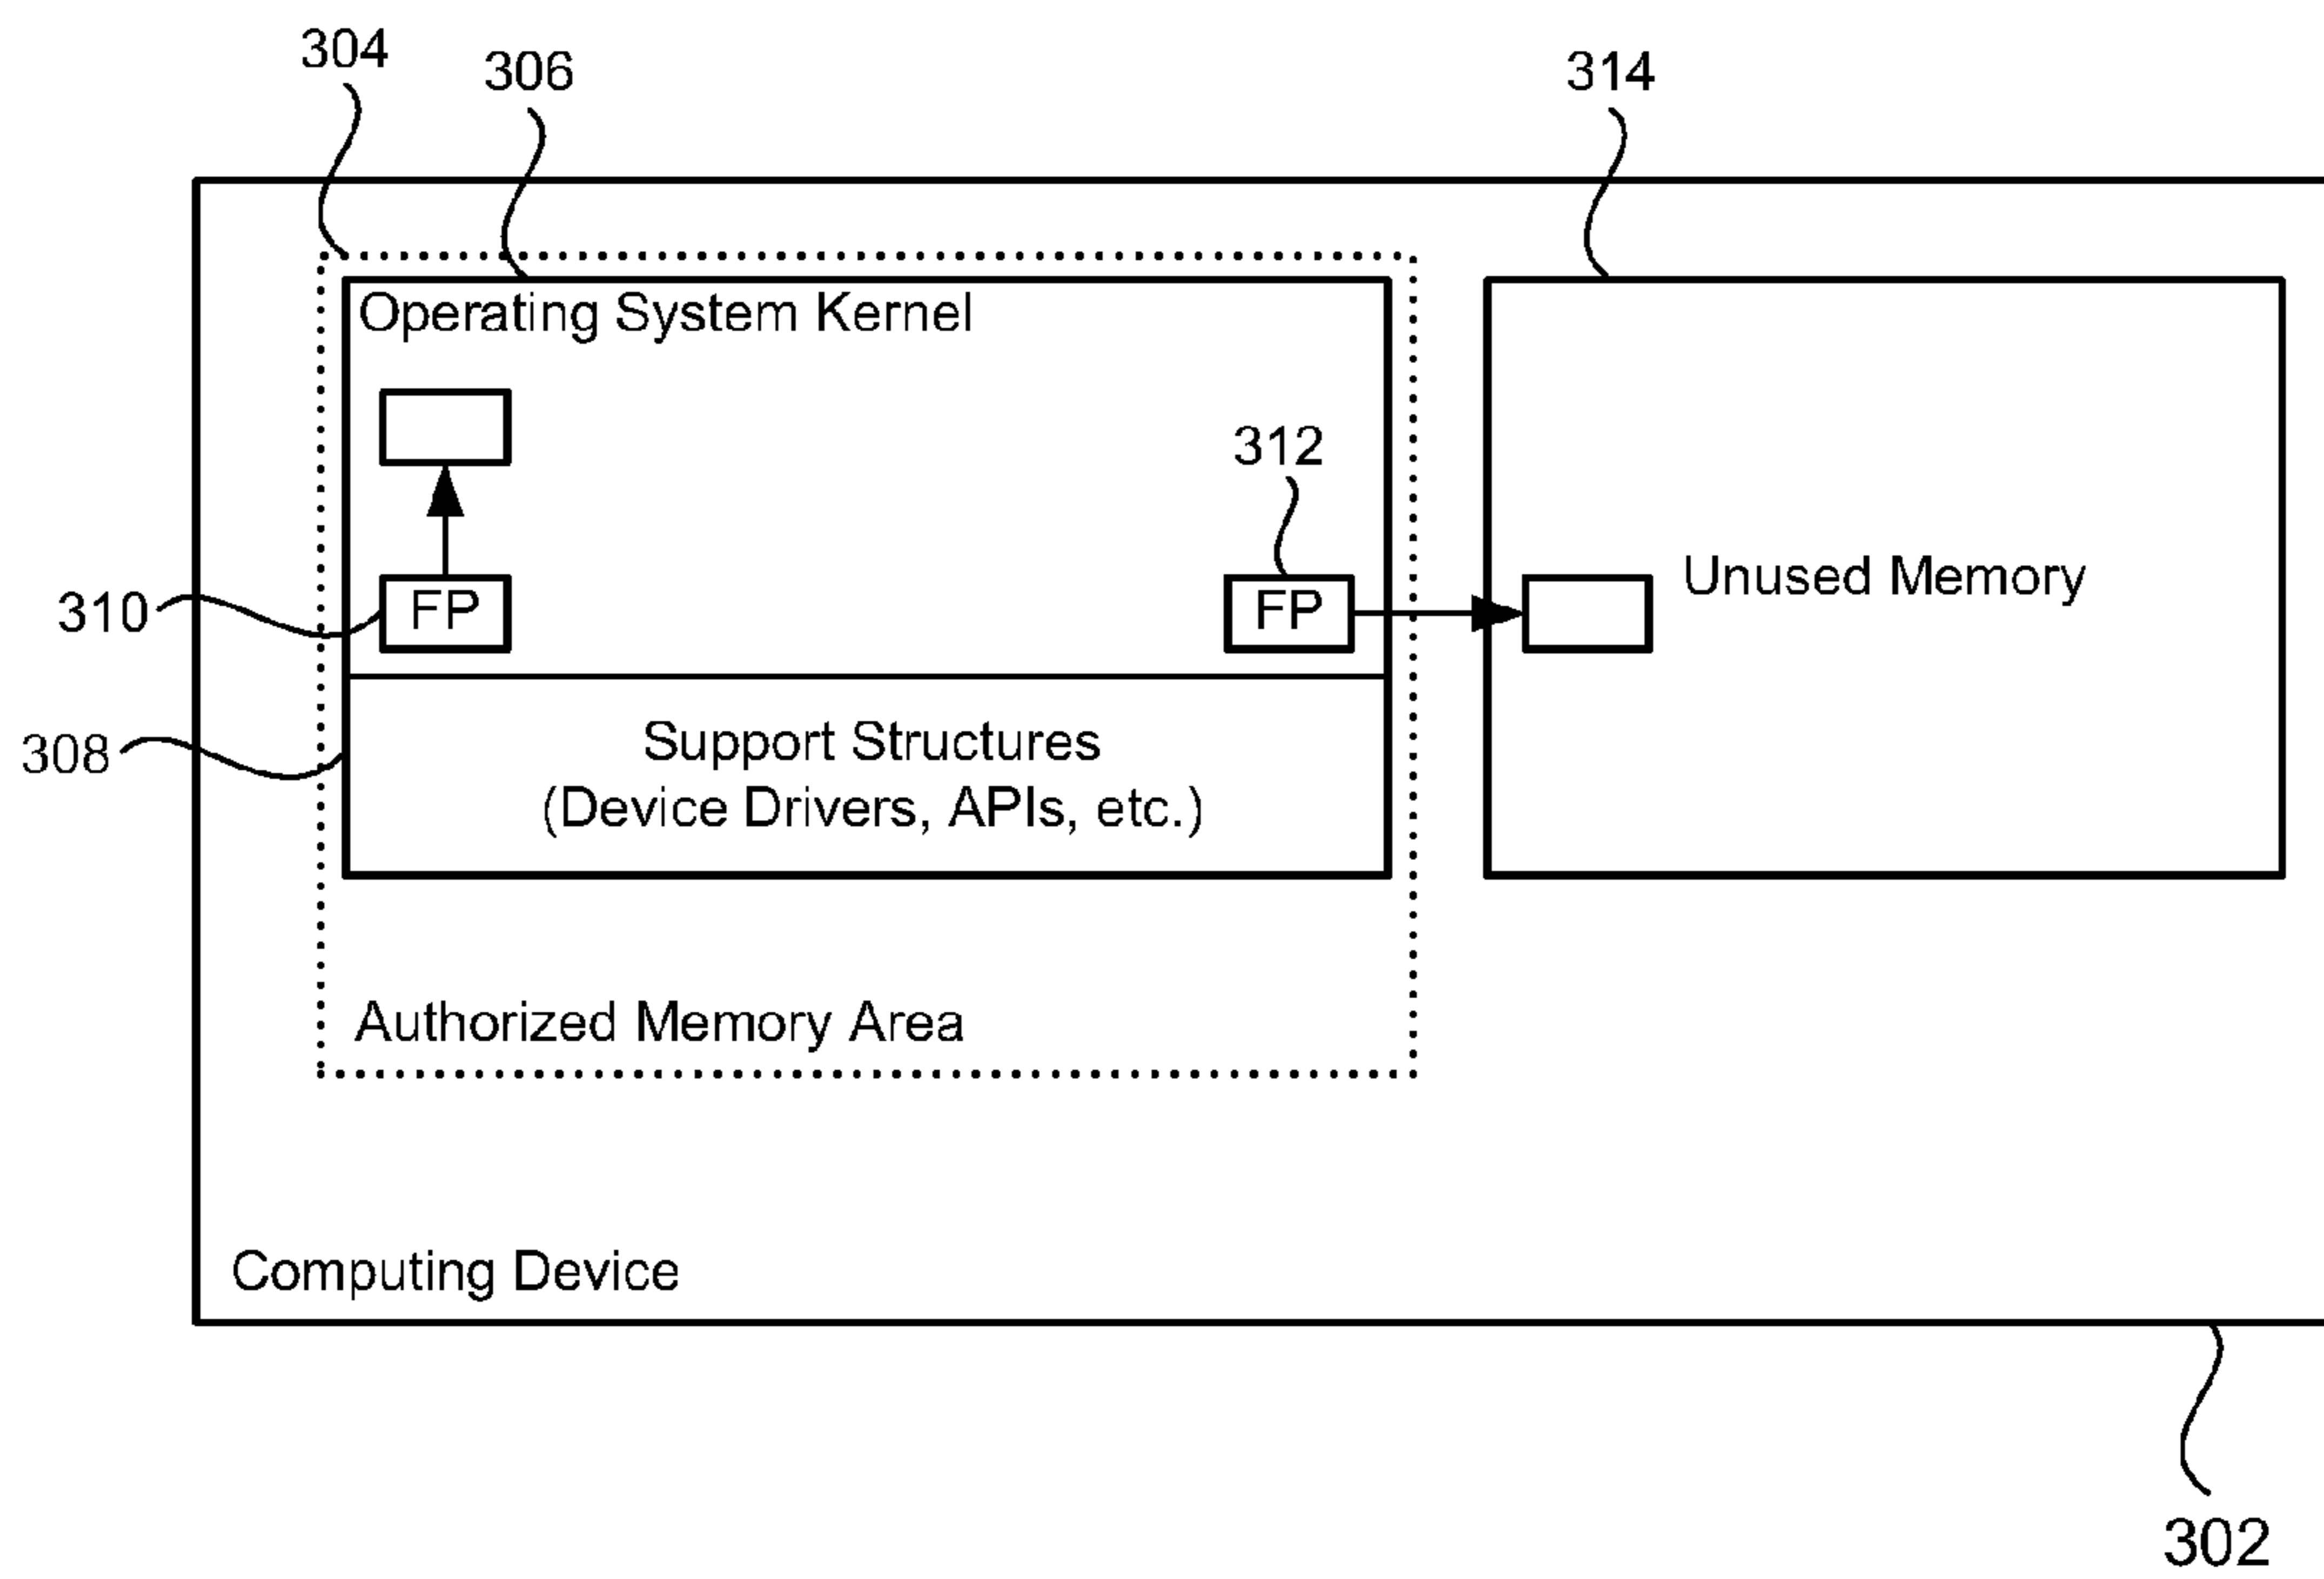 304
306
314
Operating System Kernel
312
310
FP
FP
Unused Memory
308
Support Structures
(Device Drivers, APIs, etc.)
Authorized Memory Area
Computing Device
302